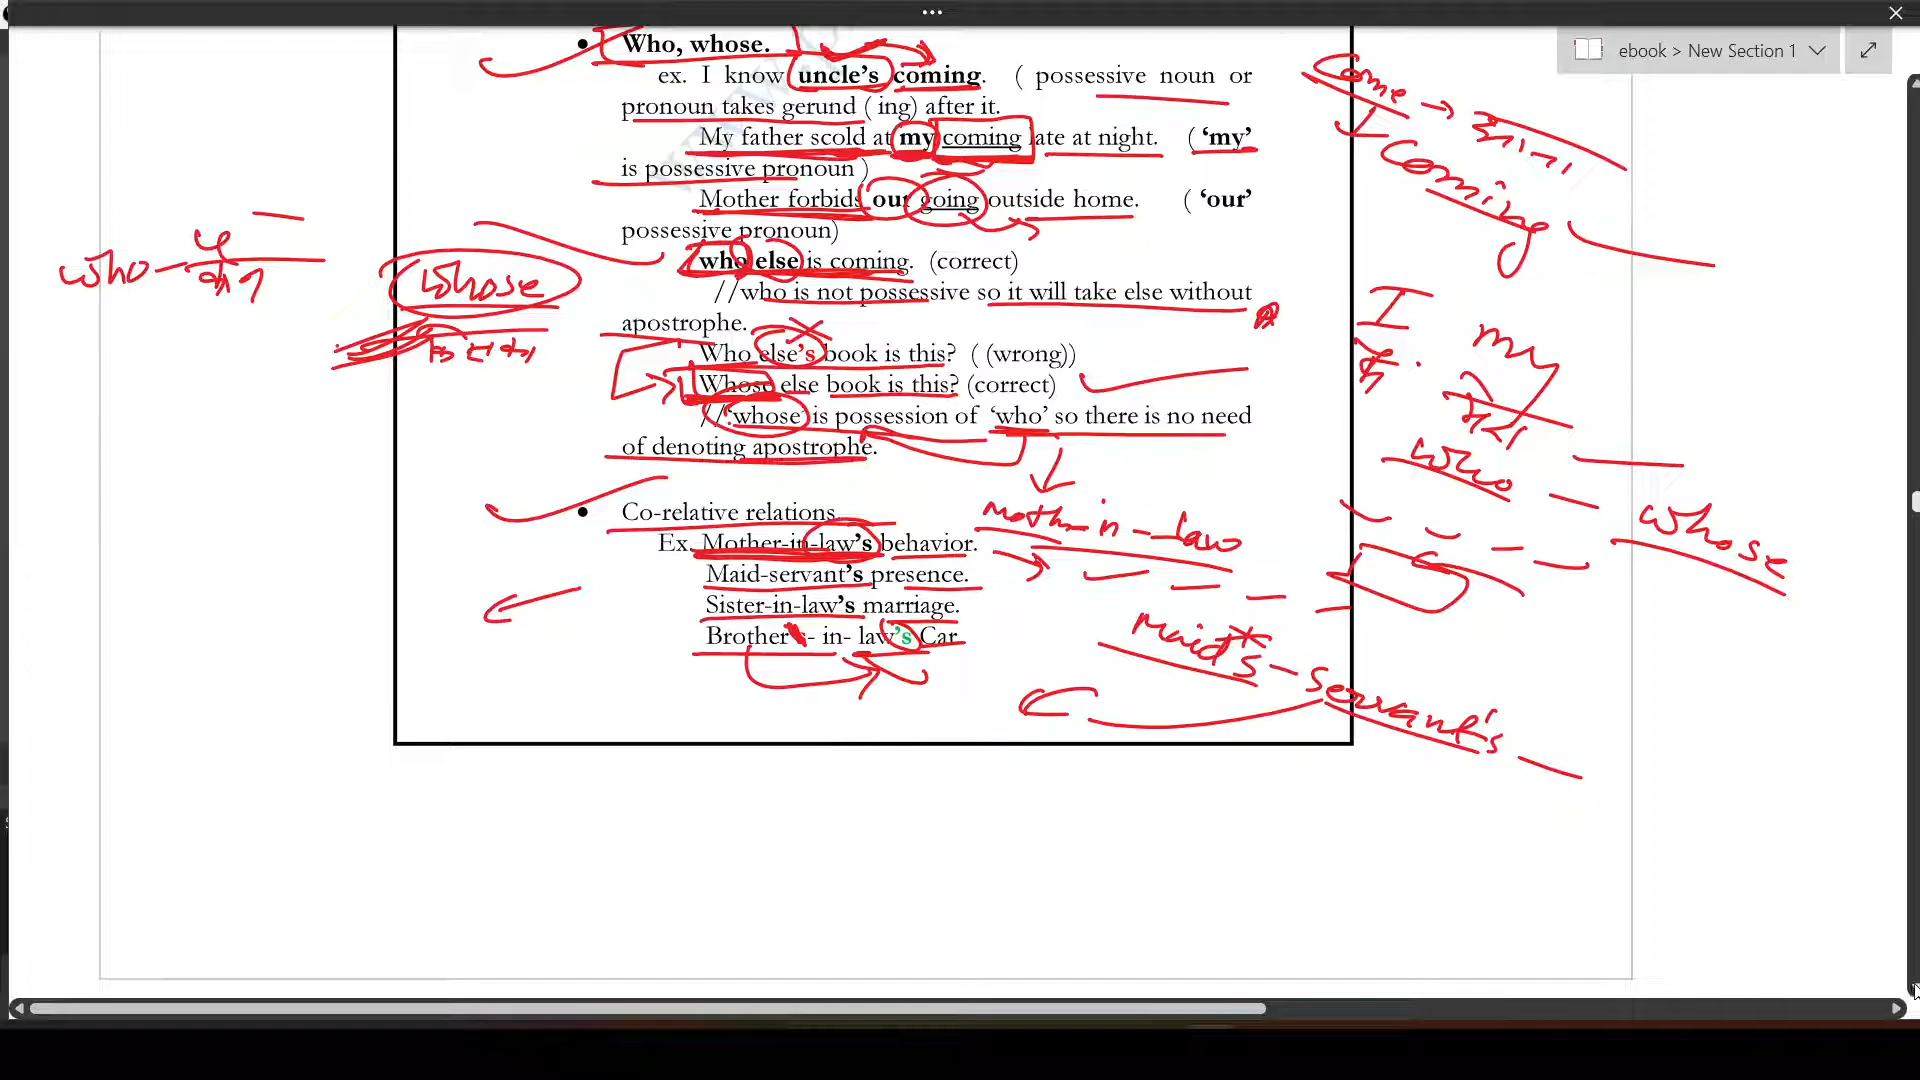 ebook > New Section 1
• Who, whose.
ex. I know uncle's coming. ( possessive noun or
pronoun takes gerund ( ing) after it.
My father scold at my coming late at night. ( ‘my’
is possessive pronoun )
Mother forbids our going outside home. ( ‘our’
possessive pronoun)
who else is coming. (correct)
//who is not possessive so it will take else without
apostrophe.
Who else's book is this? ( (wrong))
Whose else book is this? (correct)
//‘whose’ is possession of ‘who’ so there is no need
of denoting apostrophe.
• Co-relative relations
Ex. Mother-in-law's behavior.
Maid-servant's presence.
Sister-in-law's marriage.
Brother - in- law's Car
who
whose
Come →
Coming
I
my
who — whose
Moth-in-law
Maid's-servant's